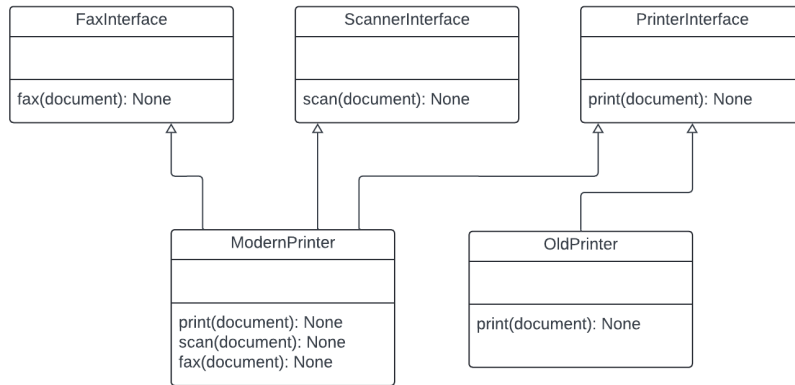 FaxInterface
fax(document): None
ScannerInterface
scan(document): None
PrinterInterface
print(document): None
ModernPrinter
print(document): None
scan(document): None
fax(document): None
OldPrinter
print(document): None